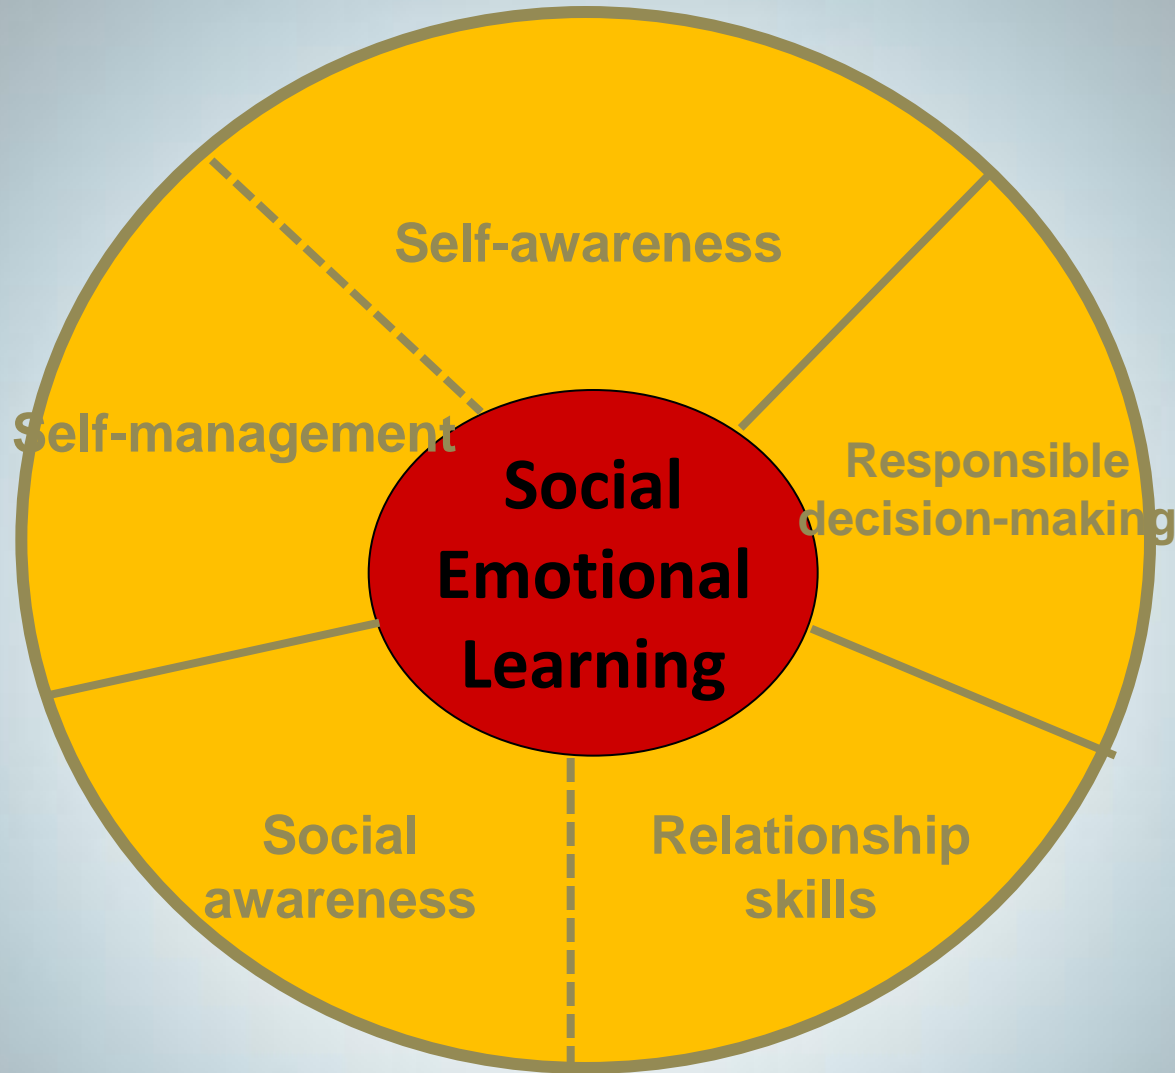 Self-awareness
Self-management
Responsible
decision-making
Social
Emotional
Learning
Social
awareness
Relationship
skills